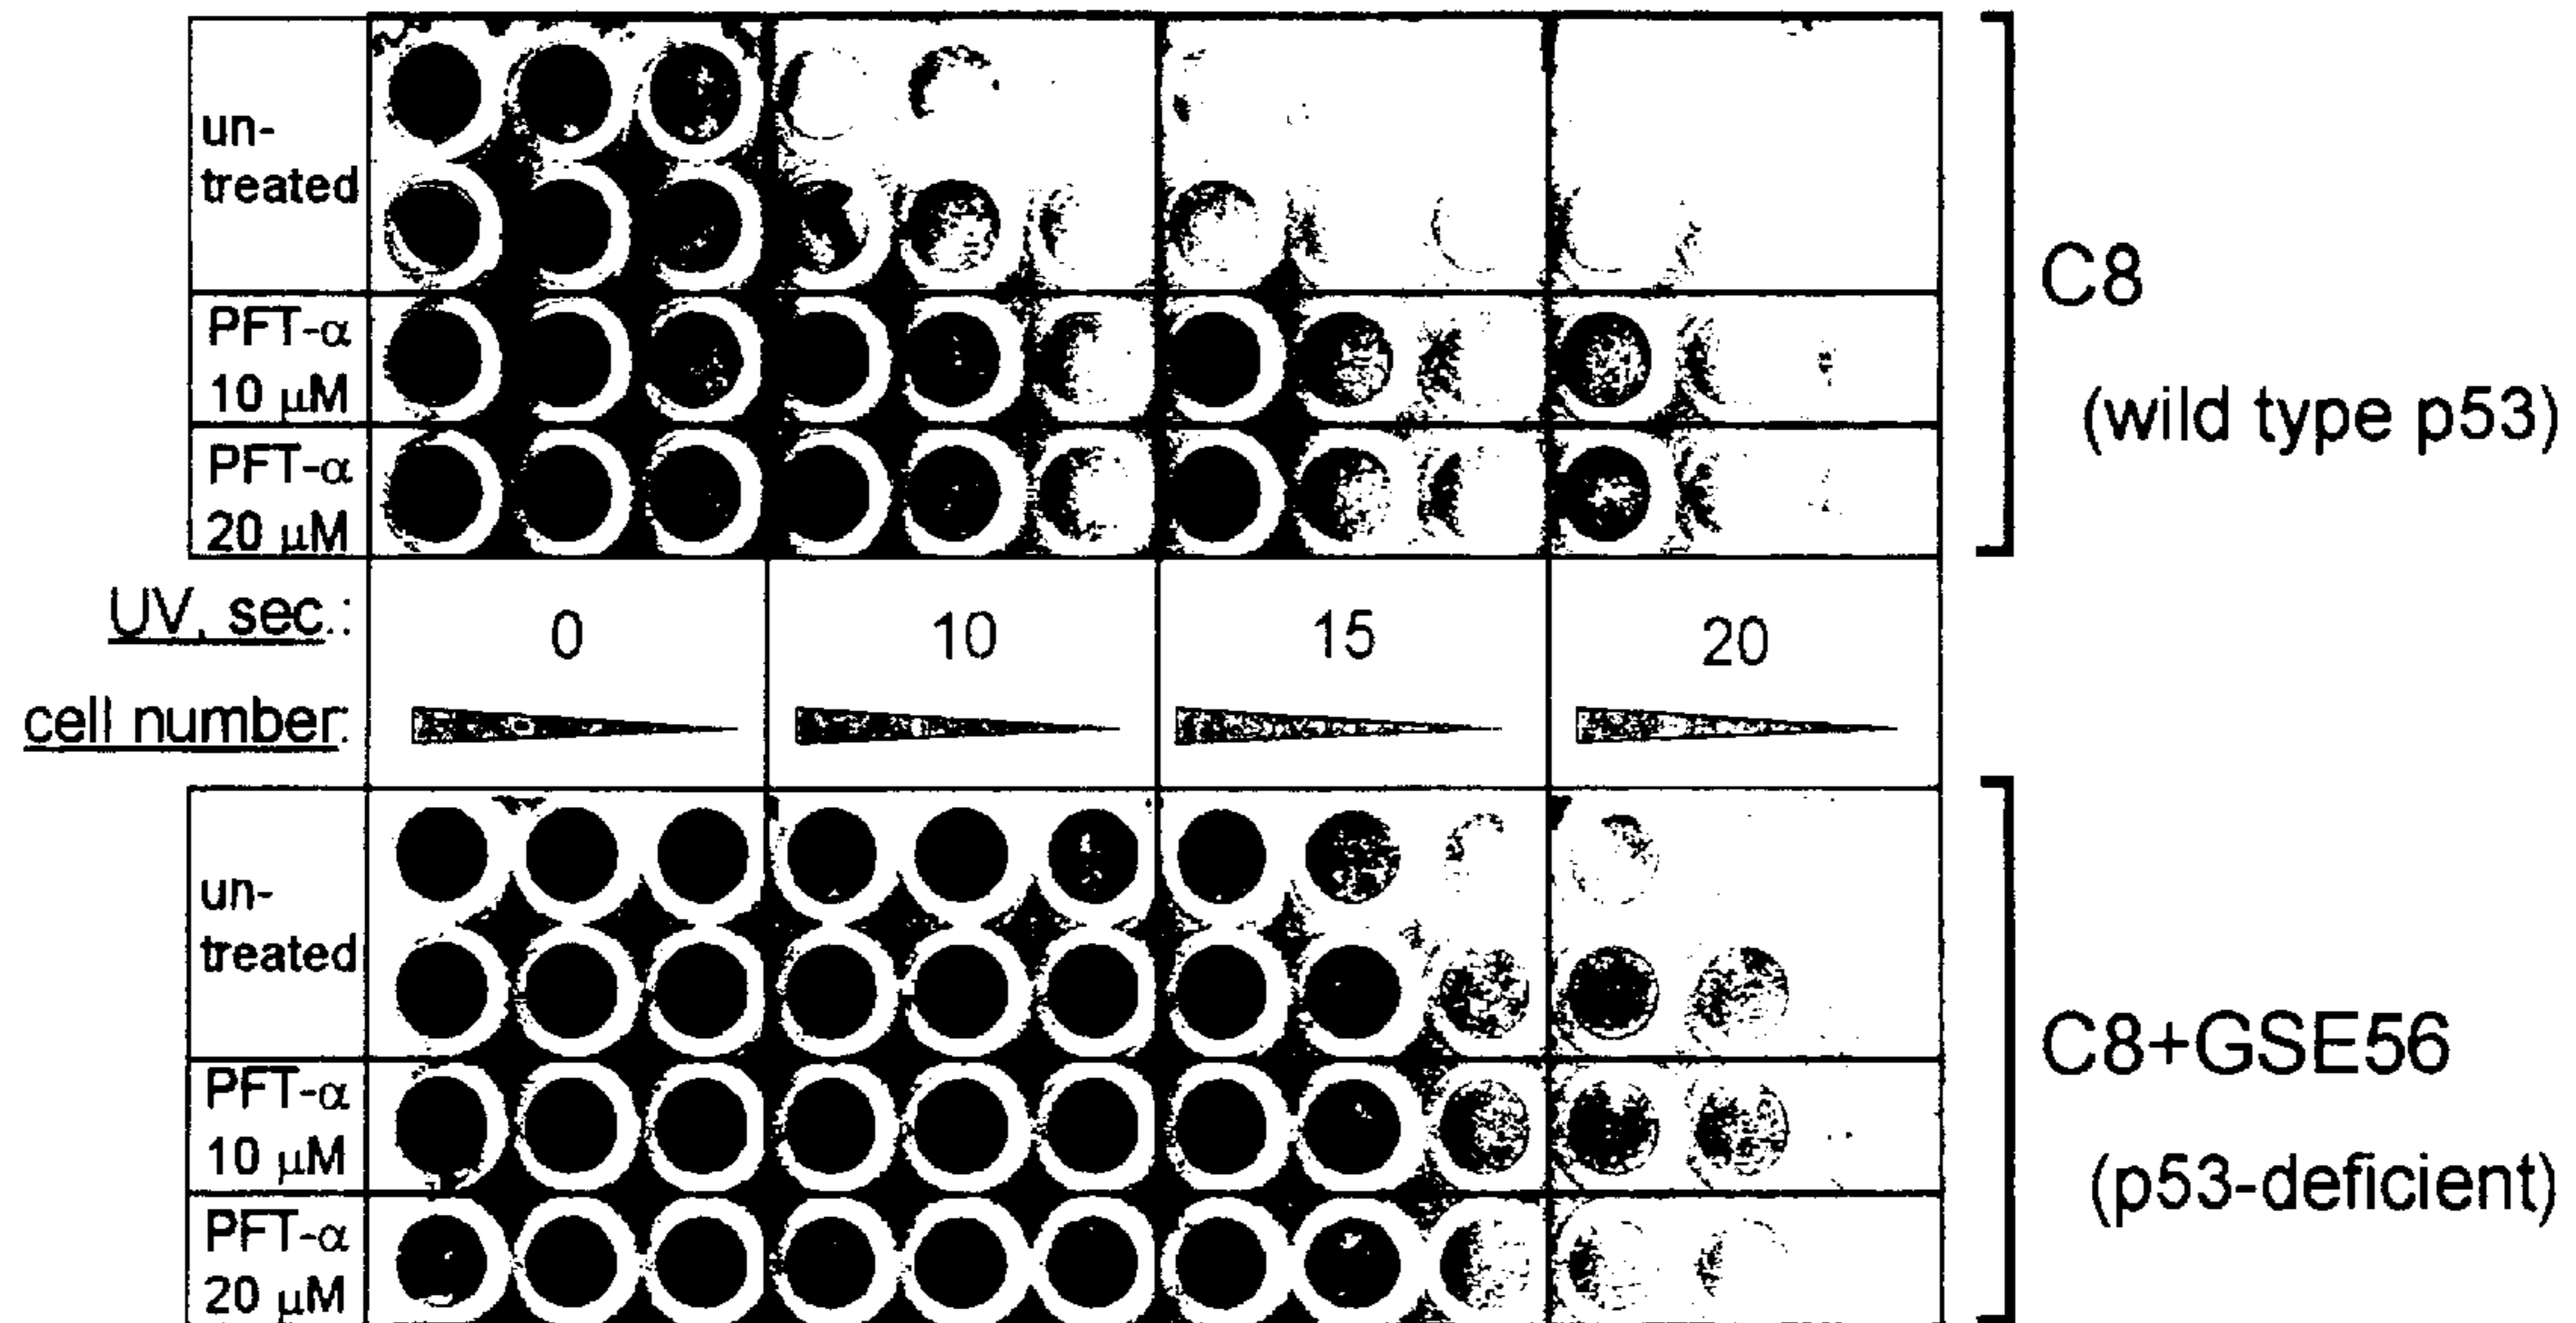 un-
treated
PFT-α
10 μM
PFT-α
20 μM
C8
(wild type p53)
UV, sec.: 0 10 15 20
cell number:
un-
treated
PFT-α
10 μM
PFT-α
20 μM
C8+GSE56
(p53-deficient)